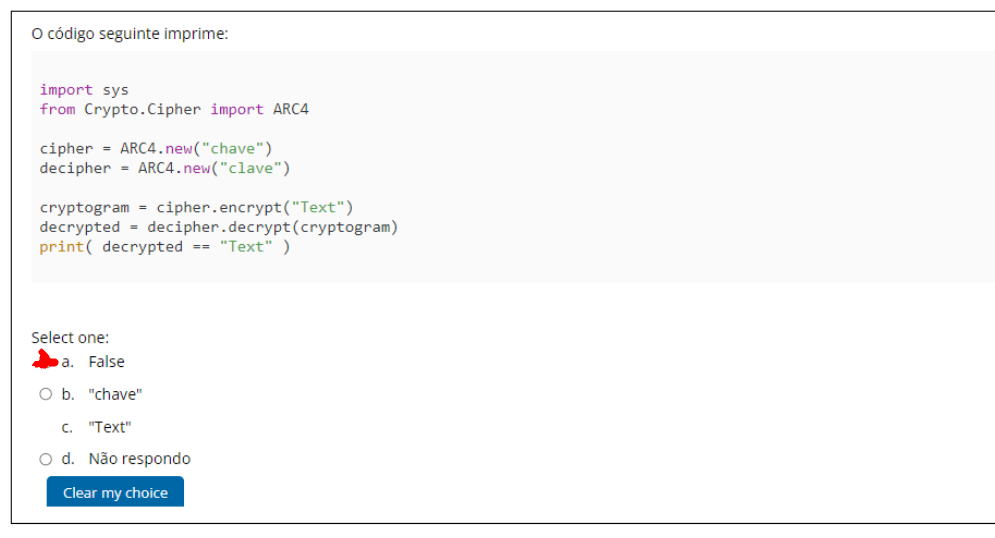 O código seguinte imprime:
import sys
from Crypto.Cipher import ARC4
cipher = ARC4.new("chave")
decipher = ARC4.new("clave")
cryptogram = cipher.encrypt("Text")
decrypted = decipher.decrypt(cryptogram)
print( decrypted == "Text" )
Select one:
a. False
b. "chave"
c. "Text"
d. Não respondo
Clear my choice